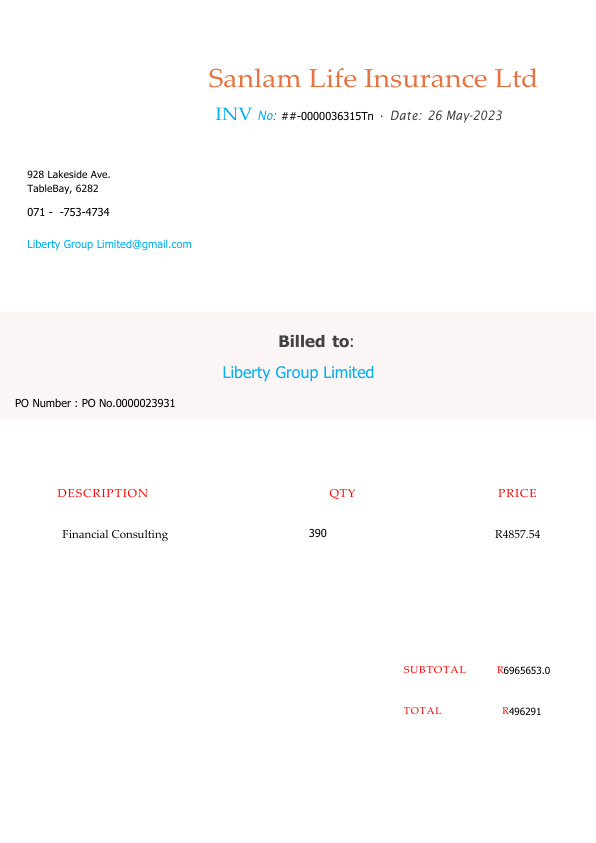 Sanlam Life Insurance Ltd
INV No: ##-0000036315Tn · Date: 26 May-2023
928 Lakeside Ave.
TableBay, 6282
071 - -753-4734
Liberty Group Limited@gmail.com
Billed to:
Liberty Group Limited
PO Number : PO No.0000023931
DESCRIPTION QTY PRICE
Financial Consulting 390 R4857.54
SUBTOTAL R6965653.0
TOTAL R496291